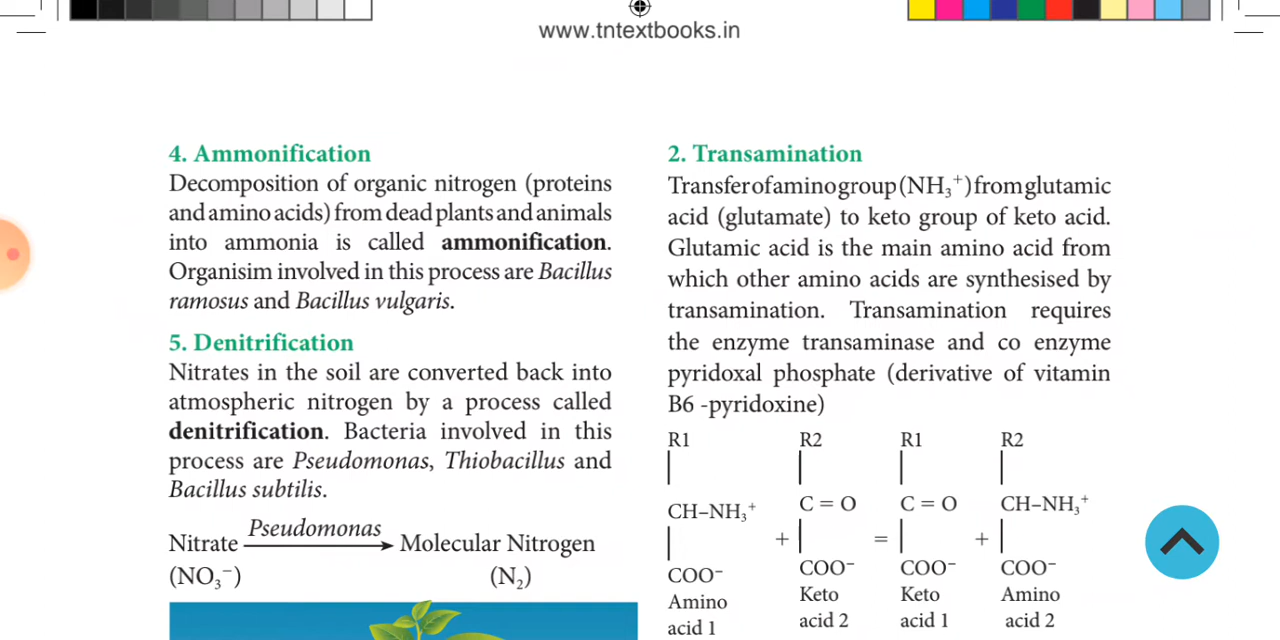 www.tntextbooks.in
4. Ammonification
Decomposition of organic nitrogen (proteins
and amino acids) from dead plants and animals
into ammonia is called ammonification.
Organisim involved in this process are Bacillus
ramosus and Bacillus vulgaris.
5. Denitrification
Nitrates in the soil are converted back into
atmospheric nitrogen by a process called
denitrification. Bacteria involved in this
process are Pseudomonas, Thiobacillus and
Bacillus subtilis.
Pseudomonas
Nitrate → Molecular Nitrogen
(NO₃⁻) (N₂)
2. Transamination
Transfer of amino group (NH₃⁺) from glutamic
acid (glutamate) to keto group of keto acid.
Glutamic acid is the main amino acid from
which other amino acids are synthesised by
transamination. Transamination requires
the enzyme transaminase and co enzyme
pyridoxal phosphate (derivative of vitamin
B6 -pyridoxine)
R1 R2 R1 R2
| | | |
CH–NH₃⁺ C = O C = O CH–NH₃⁺
| + | = | + |
COO⁻ COO⁻ COO⁻ COO⁻
Amino Keto Keto Amino
acid 1 acid 2 acid 1 acid 2